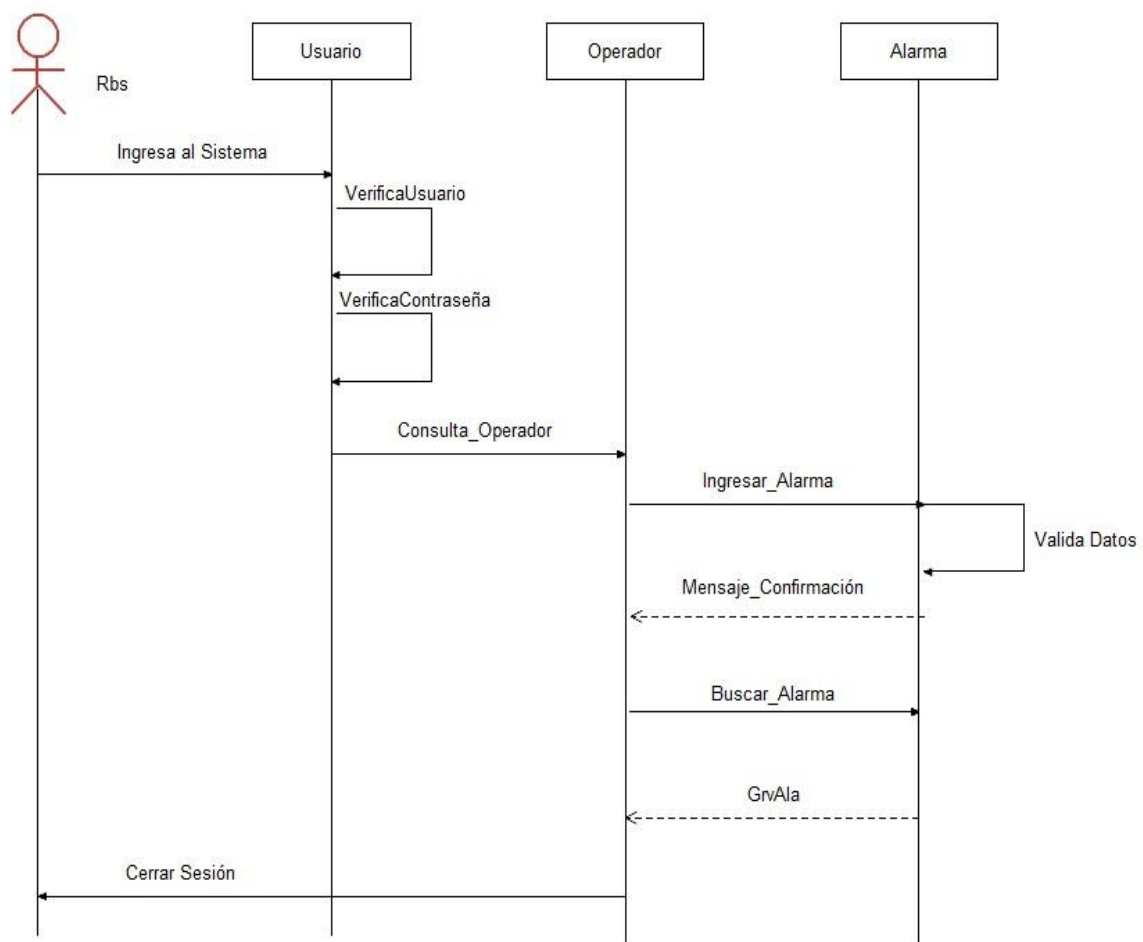 Usuario
Operador
Alarma
Rbs
Ingresa al Sistema
VerificaUsuario
VerificaContraseña
Consulta_Operador
Ingresar_Alarma
Valida Datos
Mensaje_Confirmación
Buscar_Alarma
GrvAla
Cerrar Sesión